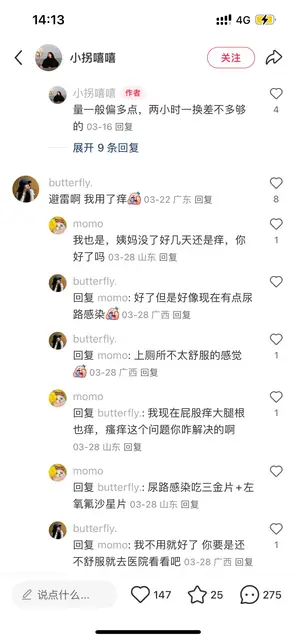 14:13
4G
小拐嘻嘻
关注
小拐嘻嘻 作者
量一般偏多点，两小时一换差不多够
的 03-16 回复
4
展开 9 条回复
butterfly.
避雷啊 我用了痒 03-22 广东 回复
8
momo
我也是，姨妈没了好几天还是痒，你
好了吗 03-28 山东 回复
1
butterfly.
回复 momo: 好了但是好像现在有点尿
路感染 03-28 广西 回复
butterfly.
回复 momo: 上厕所不太舒服的感觉
03-28 广西 回复
1
momo
回复 butterfly.: 我现在屁股痒大腿根
也痒，瘙痒这个问题你咋解决的啊
03-28 山东 回复
1
momo
回复 butterfly.: 尿路感染吃三金片+左
氧氟沙星片 03-28 山东 回复
butterfly.
回复 momo: 我不用就好了 你要是还
不舒服就去医院看看吧 03-28 广西 回复
1
说点什么...
147
25
275